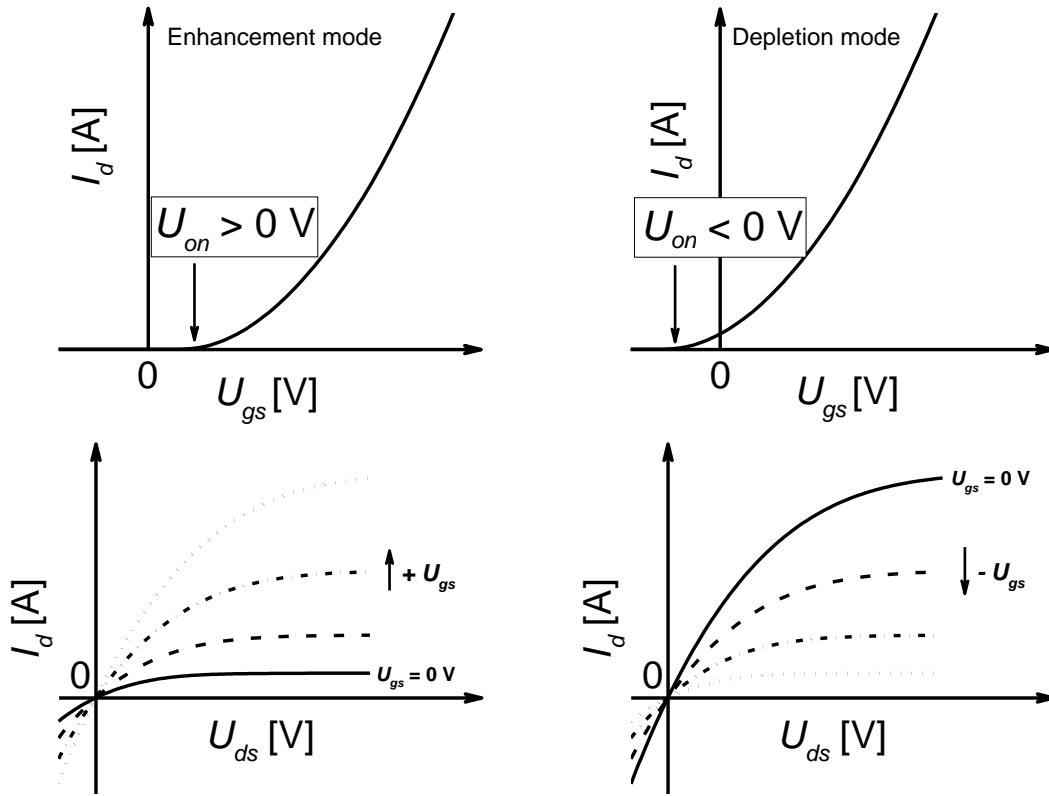 Enhancement mode
I_d [A]
U_on > 0 V
0
U_gs [V]
Depletion mode
I_d [A]
U_on < 0 V
0
U_gs [V]
I_d [A]
+ U_gs
0
U_gs = 0 V
U_ds [V]
U_gs = 0 V
I_d [A]
- U_gs
0
U_ds [V]